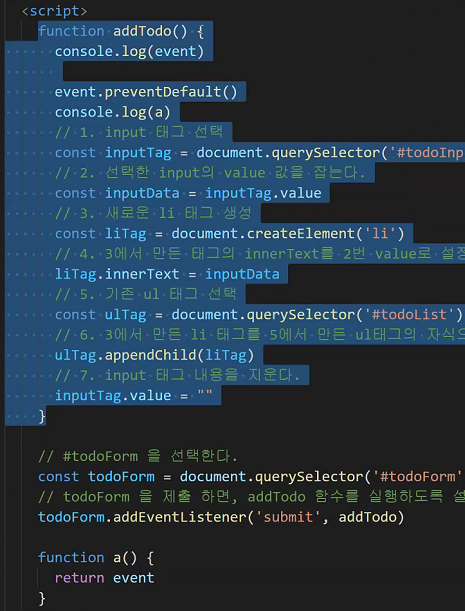 <script>
function addTodo() {
console.log(event)
event.preventDefault()
console.log(a)
// 1. input 태그 선택
const inputTag = document.querySelector('#todoInp
// 2. 선택한 input의 value 값을 잡는다.
const inputData = inputTag.value
// 3. 새로운 li 태그 생성
const liTag = document.createElement('li')
// 4. 3에서 만든 태그의 innerText를 2번 value로 설정
liTag.innerText = inputData
// 5. 기존 ul 태그 선택
const ulTag = document.querySelector('#todoList')
// 6. 3에서 만든 li 태그를 5에서 만든 ul태그의 자식으
ulTag.appendChild(liTag)
// 7. input 태그 내용을 지운다.
inputTag.value = ""
}
// #todoForm 을 선택한다.
const todoForm = document.querySelector('#todoForm'
// todoForm 을 제출 하면, addTodo 함수를 실행하도록 설
todoForm.addEventListener('submit', addTodo)
function a() {
return event
}